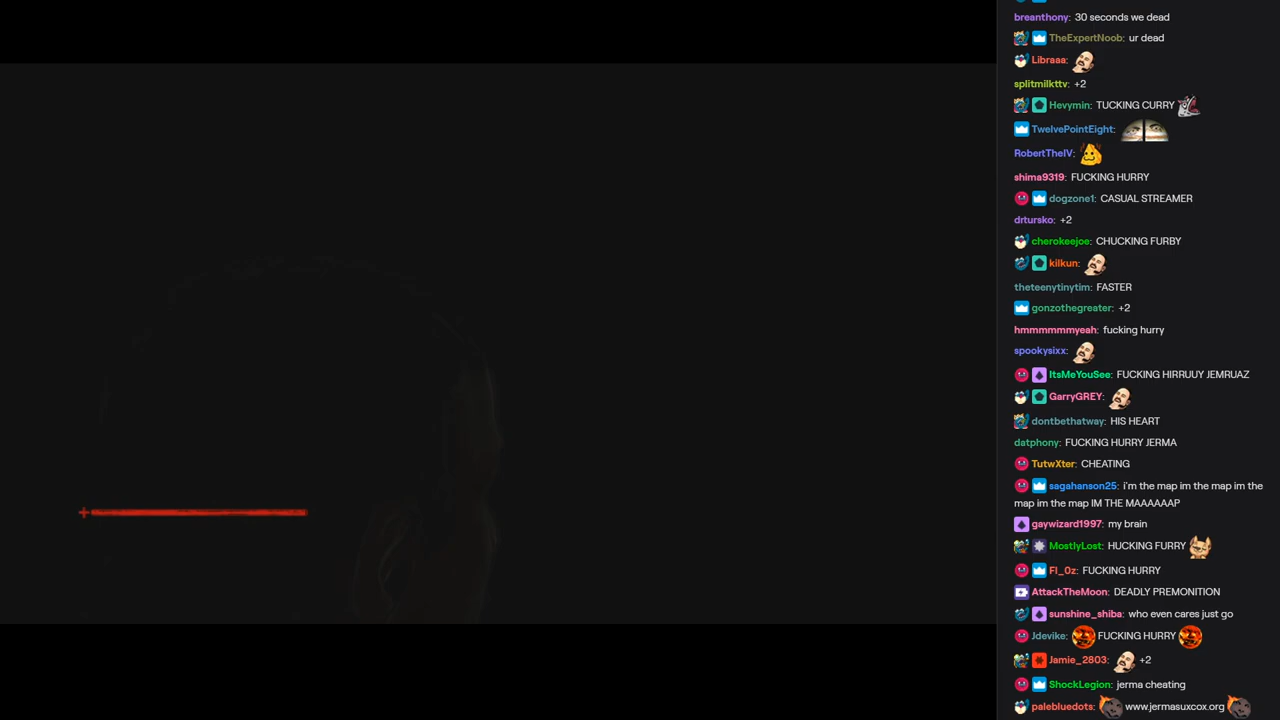 breanthony: 30 seconds we dead
TheExpertNoob: ur dead
Libraaa:
splitmilkttv: +2
Hevymin: TUCKING CURRY
TwelvePointEight:
RobertTheIV:
shima9319: FUCKING HURRY
dogzone1: CASUAL STREAMER
drtursko: +2
cherokeejoe: CHUCKING FURBY
kilkun:
theteenytinytim: FASTER
gonzothegreater: +2
hmmmmmmyeah: fucking hurry
spookysixx:
ItsMeYouSee: FUCKING HIRRUUY JEMRUAZ
GarryGREY:
dontbethatway: HIS HEART
datphony: FUCKING HURRY JERMA
TutwXter: CHEATING
sagahanson25: i'm the map im the map im the
map im the map IM THE MAAAAAAP
gaywizard1997: my brain
MostlyLost: HUCKING FURRY
Fl_0z: FUCKING HURRY
AttackTheMoon: DEADLY PREMONITION
sunshine_shiba: who even cares just go
Jdevike: FUCKING HURRY
Jamie_2803: +2
ShockLegion: jerma cheating
palebluedots: www.jermasuxcox.org